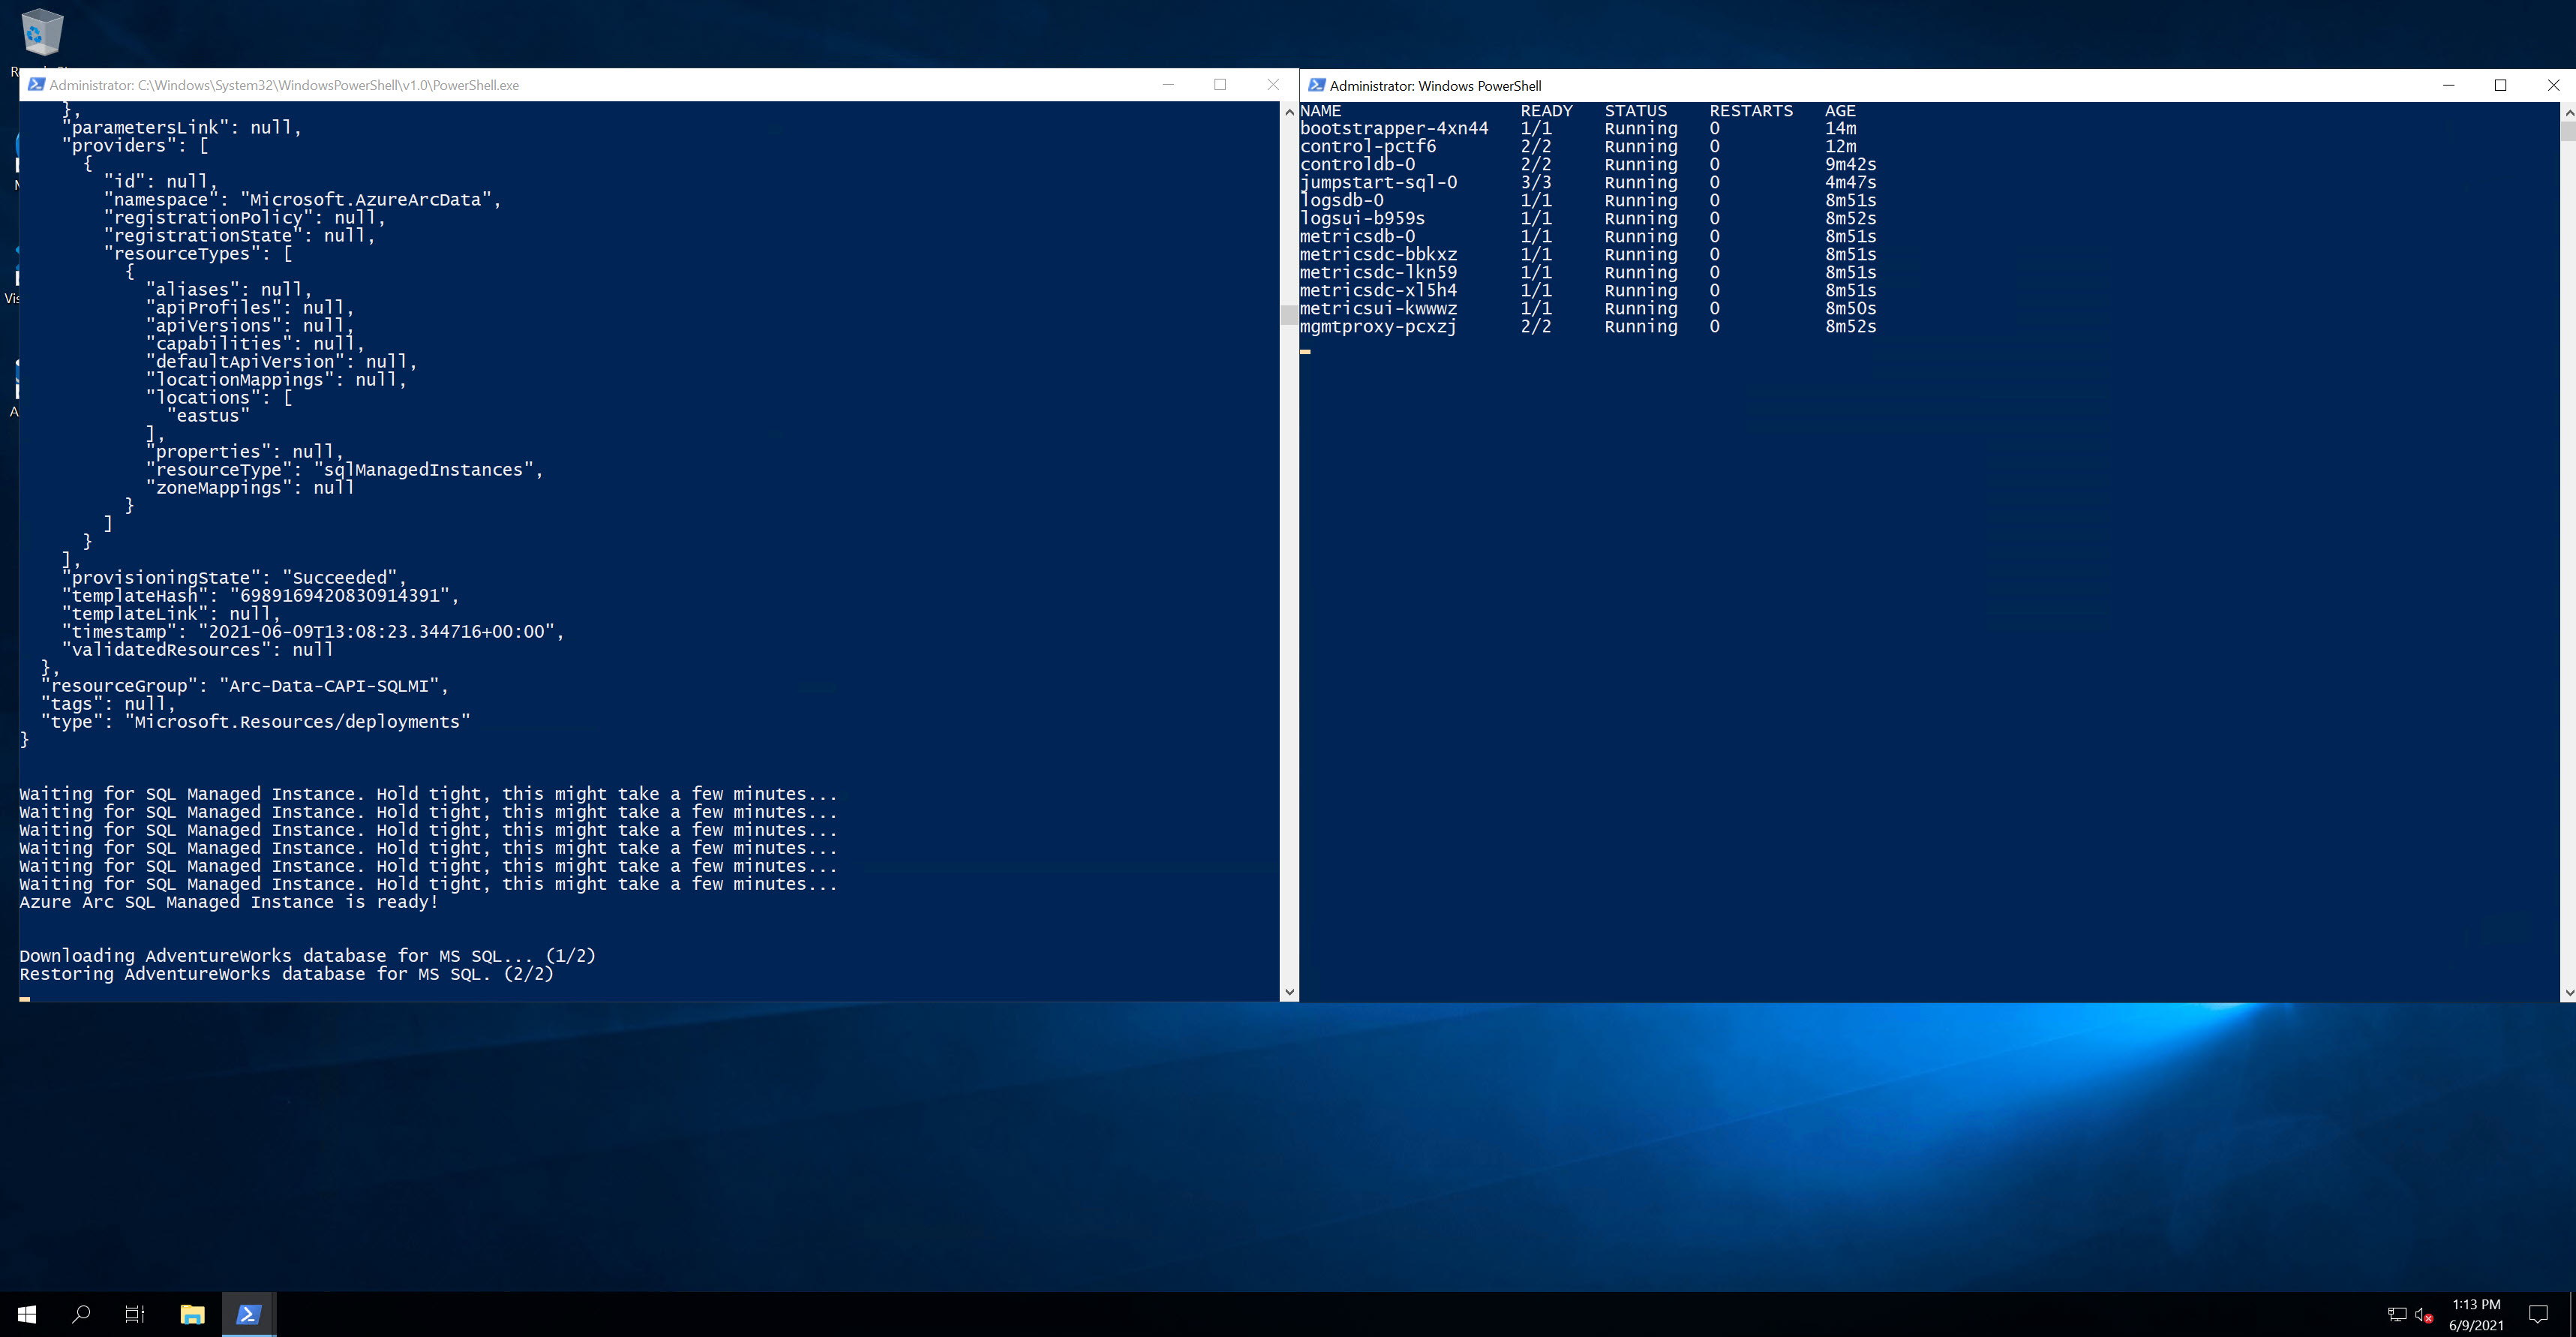 Administrator: C:\Windows\System32\WindowsPowerShell\v1.0\PowerShell.exe
},
"parametersLink": null,
"providers": [
{
"id": null,
"namespace": "Microsoft.AzureArcData",
"registrationPolicy": null,
"registrationState": null,
"resourceTypes": [
{
"aliases": null,
"apiProfiles": null,
"apiVersions": null,
"capabilities": null,
"defaultApiVersion": null,
"locationMappings": null,
"locations": [
"eastus"
],
"properties": null,
"resourceType": "sqlManagedInstances",
"zoneMappings": null
}
]
}
],
"provisioningState": "Succeeded",
"templateHash": "6989169420830914391",
"templateLink": null,
"timestamp": "2021-06-09T13:08:23.344716+00:00",
"validatedResources": null
},
"resourceGroup": "Arc-Data-CAPI-SQLMI",
"tags": null,
"type": "Microsoft.Resources/deployments"
}
Waiting for SQL Managed Instance. Hold tight, this might take a few minutes...
Waiting for SQL Managed Instance. Hold tight, this might take a few minutes...
Waiting for SQL Managed Instance. Hold tight, this might take a few minutes...
Waiting for SQL Managed Instance. Hold tight, this might take a few minutes...
Waiting for SQL Managed Instance. Hold tight, this might take a few minutes...
Waiting for SQL Managed Instance. Hold tight, this might take a few minutes...
Azure Arc SQL Managed Instance is ready!
Downloading AdventureWorks database for MS SQL... (1/2)
Restoring AdventureWorks database for MS SQL. (2/2)
Administrator: Windows PowerShell
NAME READY STATUS RESTARTS AGE
bootstrapper-4xn44 1/1 Running 0 14m
control-pctf6 2/2 Running 0 12m
controldb-0 2/2 Running 0 9m42s
jumpstart-sql-0 3/3 Running 0 4m47s
logsdb-0 1/1 Running 0 8m51s
logsui-b959s 1/1 Running 0 8m52s
metricsdb-0 1/1 Running 0 8m51s
metricsdc-bbkxz 1/1 Running 0 8m51s
metricsdc-lkn59 1/1 Running 0 8m51s
metricsdc-xl5h4 1/1 Running 0 8m51s
metricsui-kwwwz 1/1 Running 0 8m50s
mgmtproxy-pcxzj 2/2 Running 0 8m52s
1:13 PM
6/9/2021